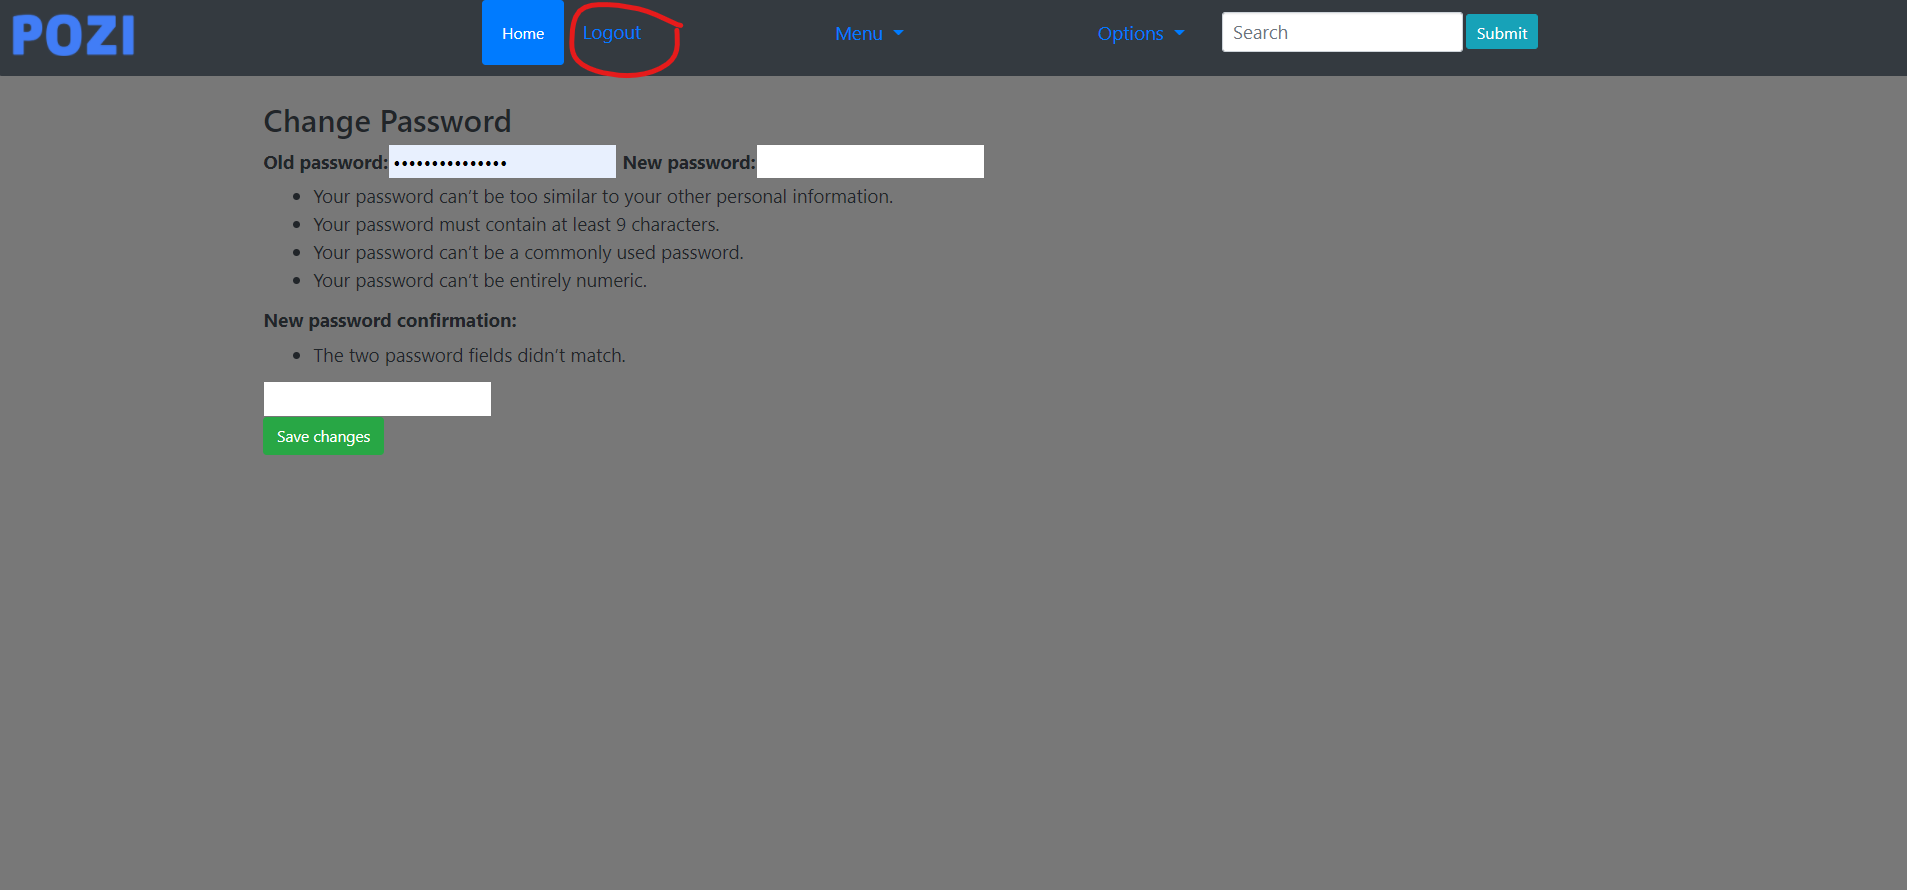 POZI Home Logout Menu Options Search Submit
Change Password
Old password: ••••••••••••••• New password:
• Your password can't be too similar to your other personal information.
• Your password must contain at least 9 characters.
• Your password can't be a commonly used password.
• Your password can't be entirely numeric.
New password confirmation:
• The two password fields didn't match.
Save changes